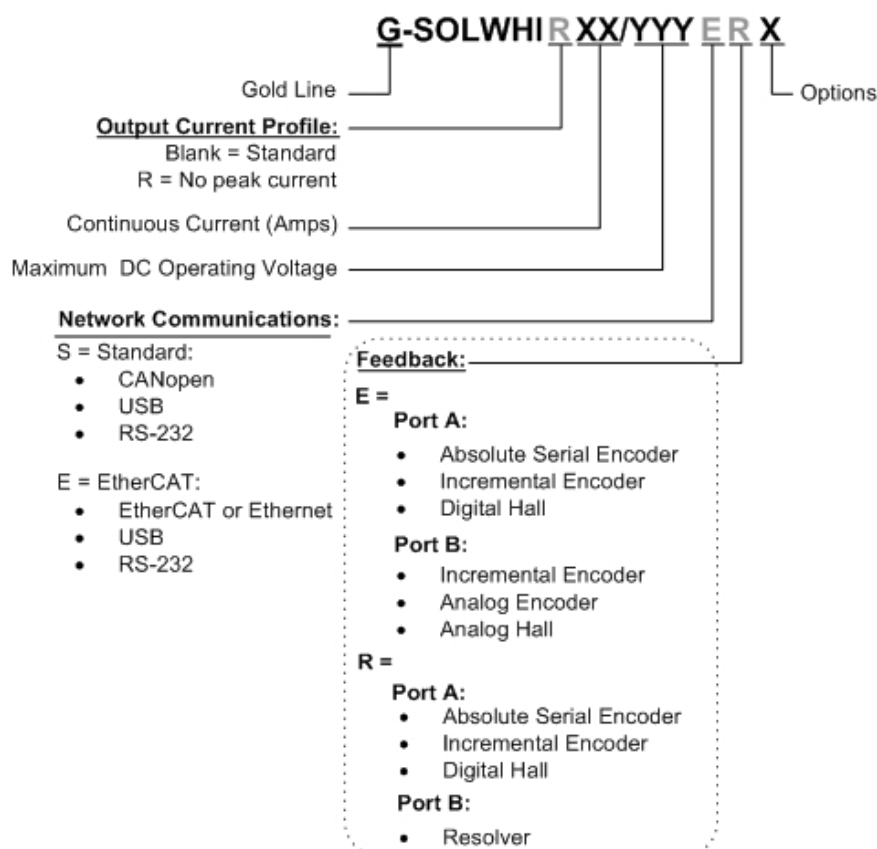 G-SOLWHIRXX/YYYERX
Gold Line
Options
Output Current Profile:
Blank = Standard
R = No peak current
Continuous Current (Amps)
Maximum DC Operating Voltage
Network Communications:
S = Standard:
• CANopen
• USB
• RS-232
E = EtherCAT:
• EtherCAT or Ethernet
• USB
• RS-232
Feedback:
E =
Port A:
• Absolute Serial Encoder
• Incremental Encoder
• Digital Hall
Port B:
• Incremental Encoder
• Analog Encoder
• Analog Hall
R =
Port A:
• Absolute Serial Encoder
• Incremental Encoder
• Digital Hall
Port B:
• Resolver